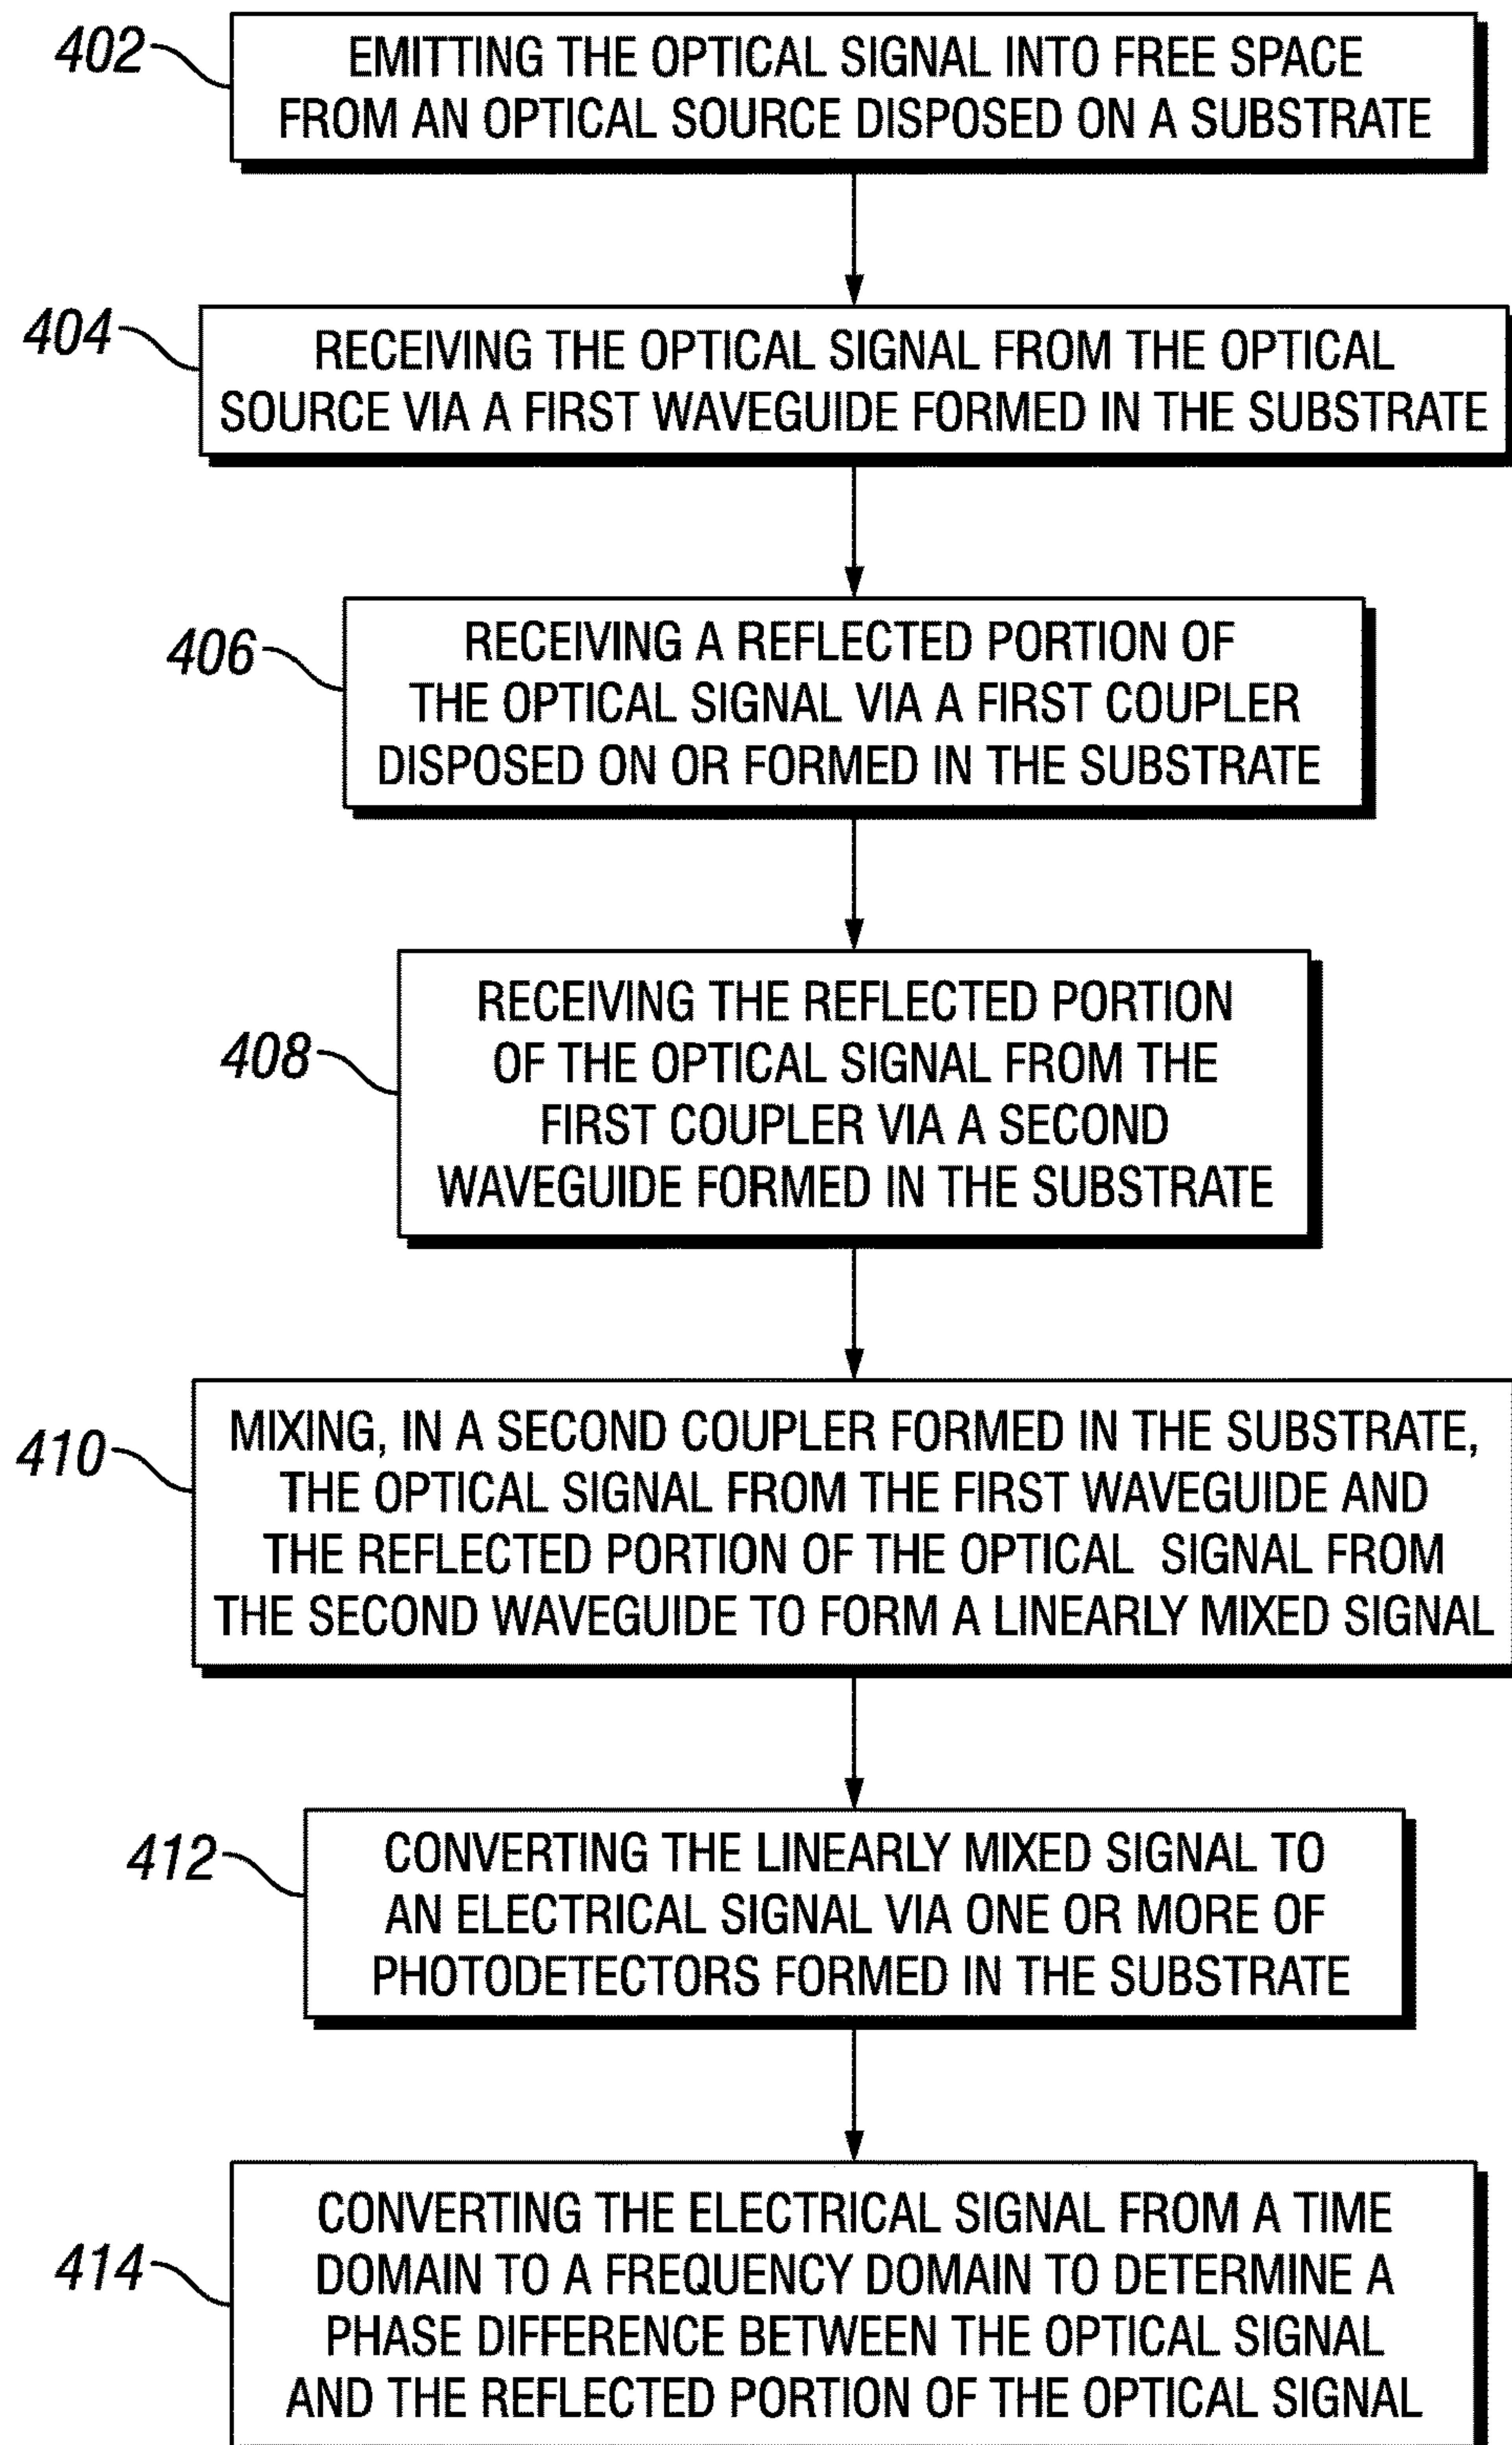 402
EMITTING THE OPTICAL SIGNAL INTO FREE SPACE
FROM AN OPTICAL SOURCE DISPOSED ON A SUBSTRATE
404
RECEIVING THE OPTICAL SIGNAL FROM THE OPTICAL
SOURCE VIA A FIRST WAVEGUIDE FORMED IN THE SUBSTRATE
406
RECEIVING A REFLECTED PORTION OF
THE OPTICAL SIGNAL VIA A FIRST COUPLER
DISPOSED ON OR FORMED IN THE SUBSTRATE
408
RECEIVING THE REFLECTED PORTION
OF THE OPTICAL SIGNAL FROM THE
FIRST COUPLER VIA A SECOND
WAVEGUIDE FORMED IN THE SUBSTRATE
410
MIXING, IN A SECOND COUPLER FORMED IN THE SUBSTRATE,
THE OPTICAL SIGNAL FROM THE FIRST WAVEGUIDE AND
THE REFLECTED PORTION OF THE OPTICAL SIGNAL FROM
THE SECOND WAVEGUIDE TO FORM A LINEARLY MIXED SIGNAL
412
CONVERTING THE LINEARLY MIXED SIGNAL TO
AN ELECTRICAL SIGNAL VIA ONE OR MORE OF
PHOTODETECTORS FORMED IN THE SUBSTRATE
414
CONVERTING THE ELECTRICAL SIGNAL FROM A TIME
DOMAIN TO A FREQUENCY DOMAIN TO DETERMINE A
PHASE DIFFERENCE BETWEEN THE OPTICAL SIGNAL
AND THE REFLECTED PORTION OF THE OPTICAL SIGNAL